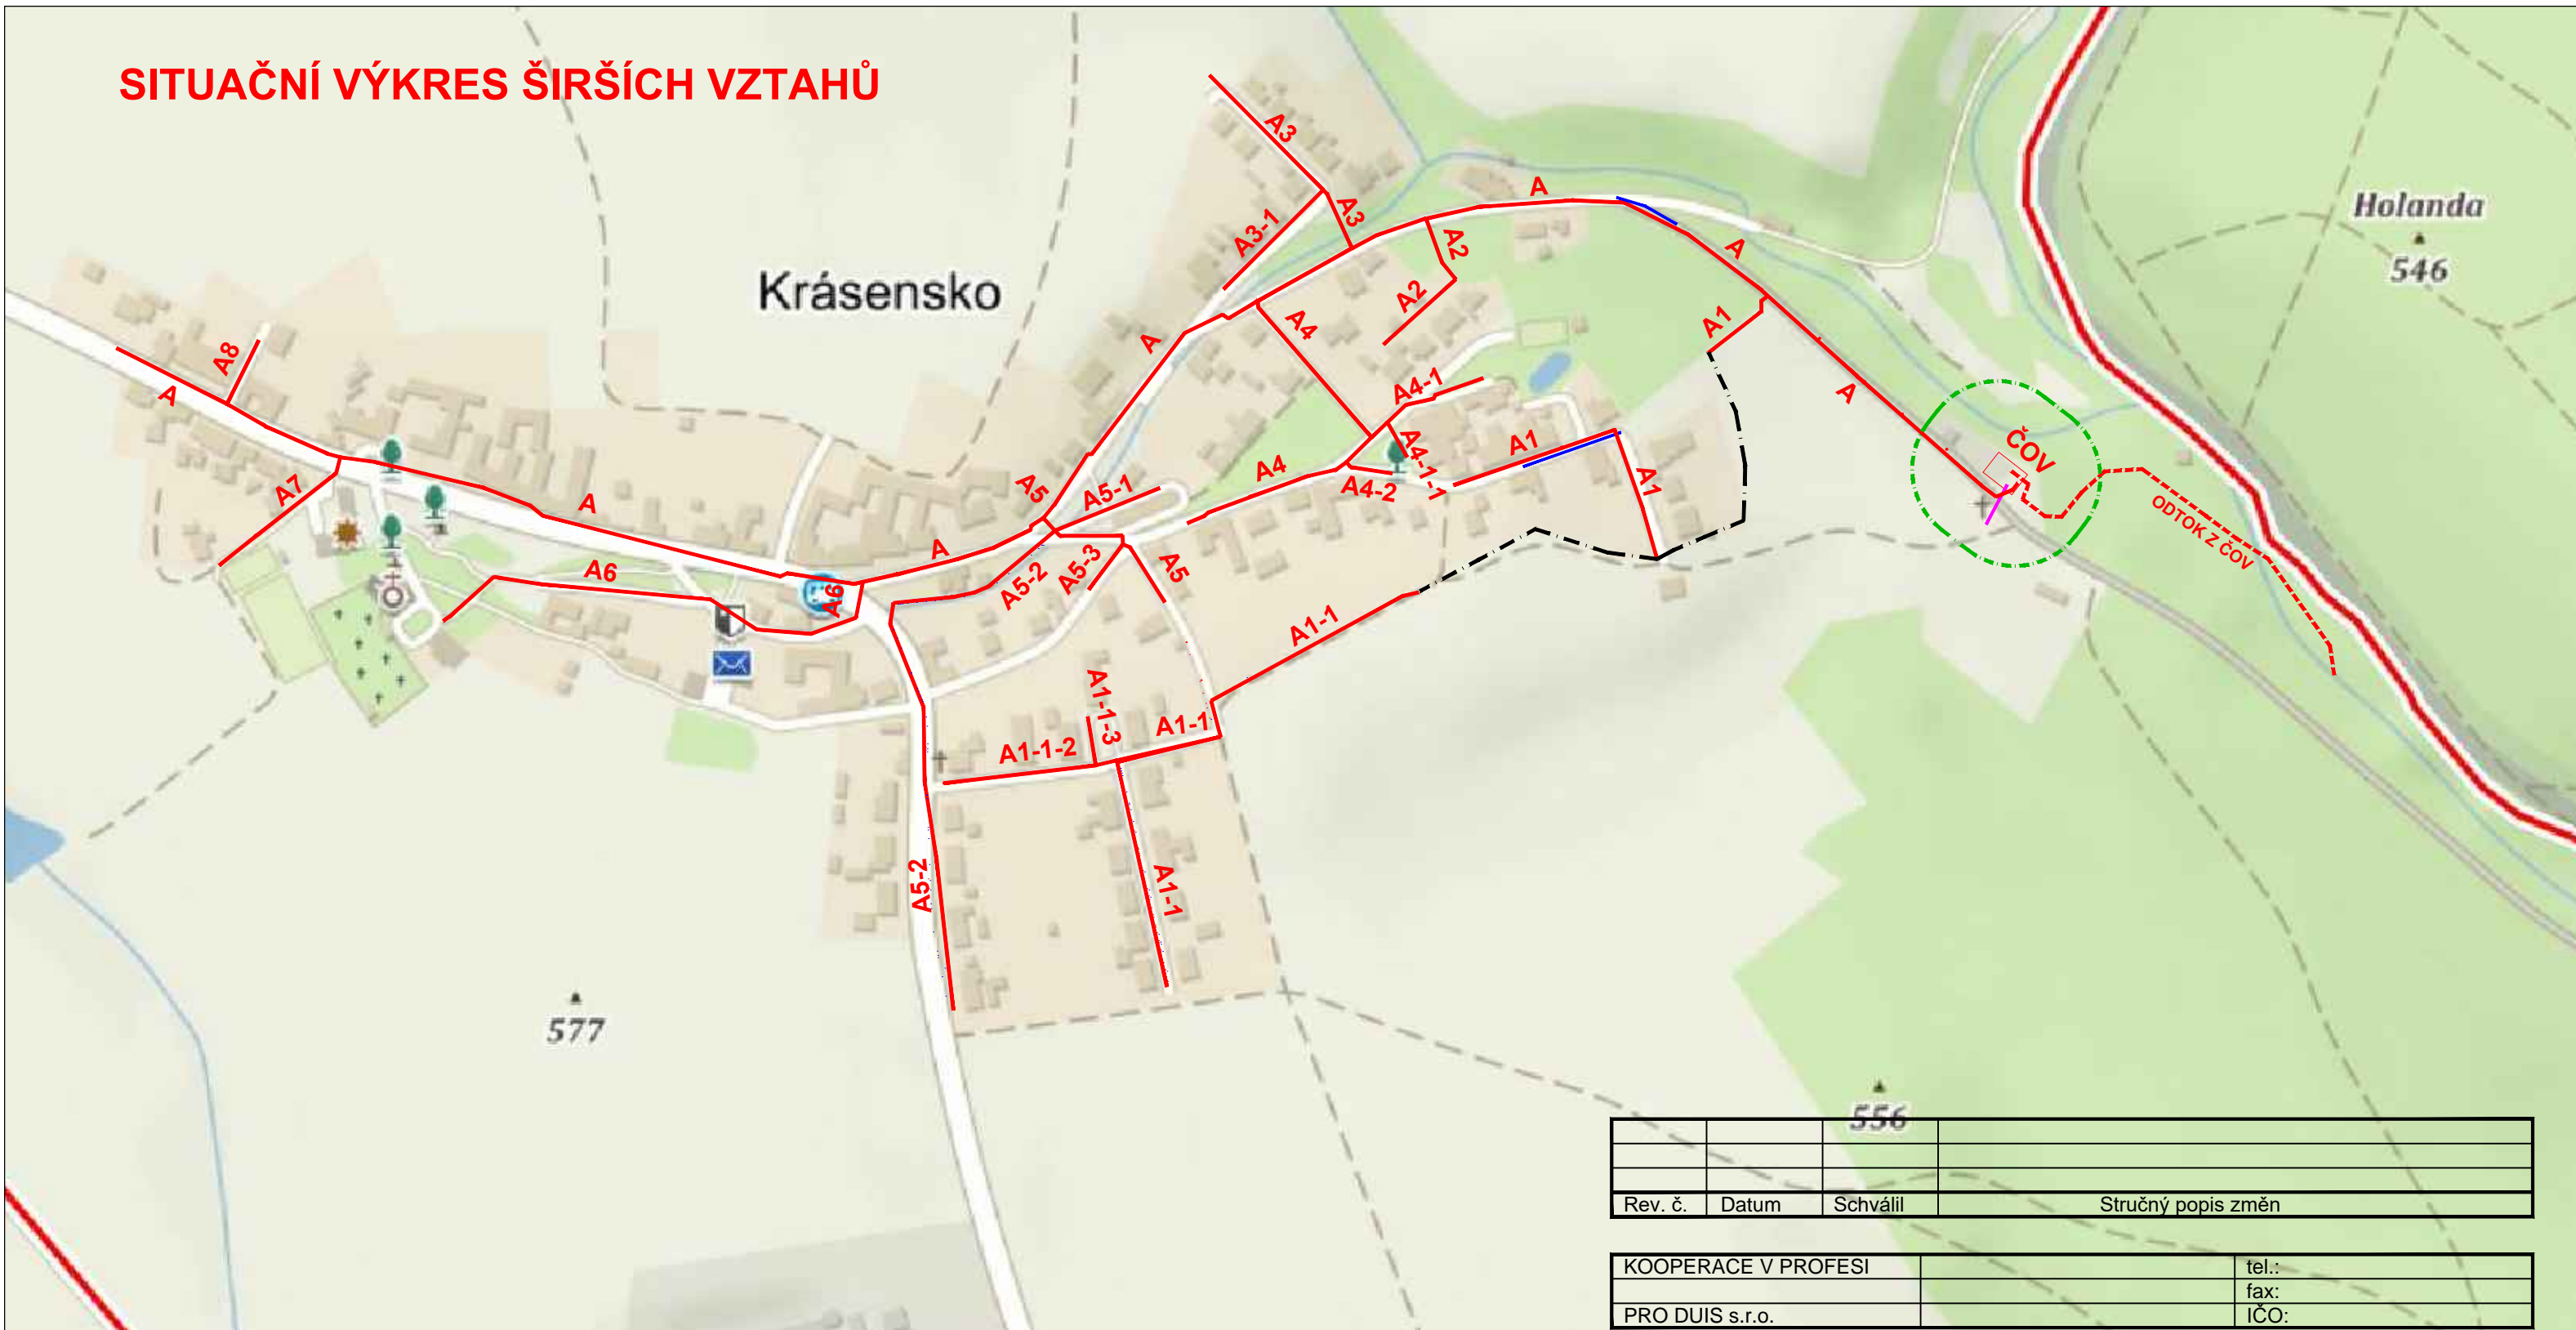 SITUAČNÍ VÝKRES ŠIRŠÍCH VZTAHŮ
A3
A
A3
A3-1
A2
A
Holanda
546
Krásensko
A2
A1
A4
A
A8
A
A4-1
A
A4-1-1
A1
ČOV
A4
A7
A5
A5-1
A4-2
A1
A
ODTOK Z ČOV
A
A5-3
A5
A6
A5-2
A6
A1-1
A1-1-3
A1-1
A1-1-2
A5-2
A1-1
577
556
Rev. č. Datum Schválil Stručný popis změn
KOOPERACE V PROFESI tel.:
fax:
PRO DUIS s.r.o. IČO: